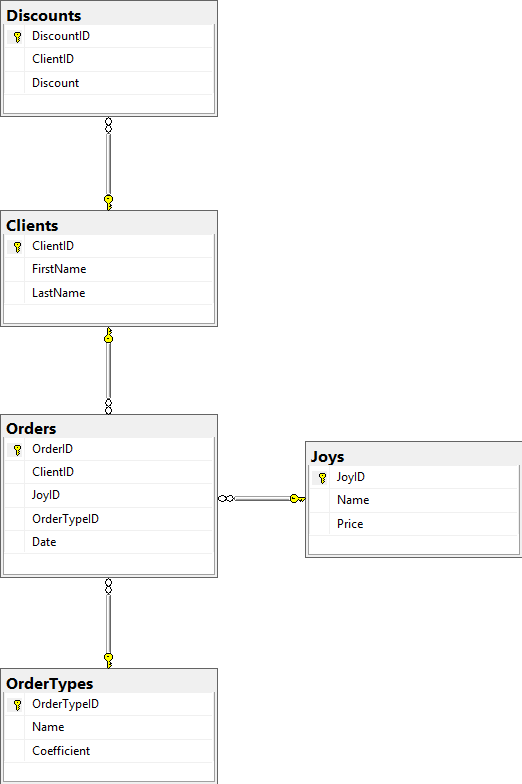 Discounts
DiscountID
ClientID
Discount
Clients
ClientID
FirstName
LastName
Orders
OrderID
ClientID
JoyID
OrderTypeID
Date
Joys
JoyID
Name
Price
OrderTypes
OrderTypeID
Name
Coefficient